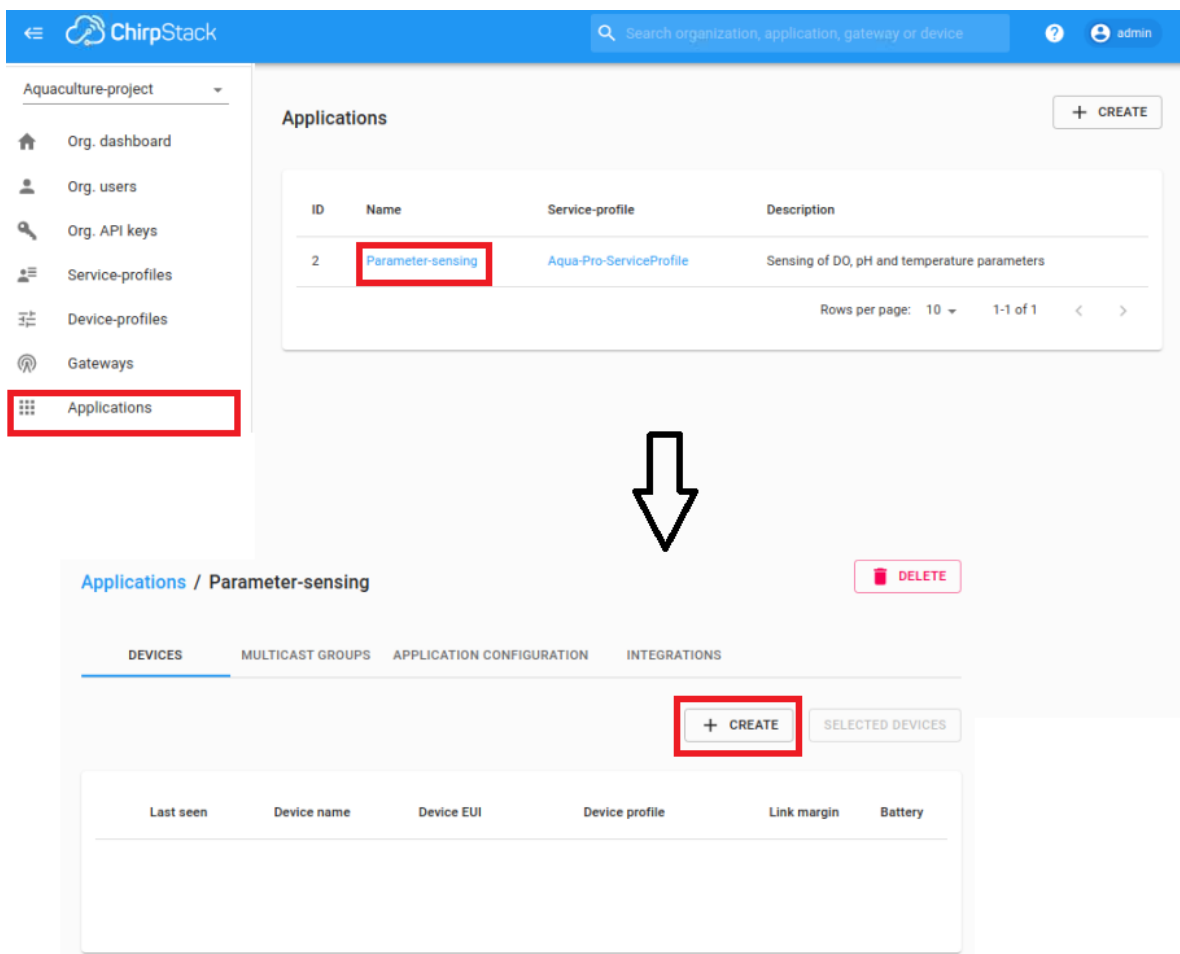 ChirpStack
Search organization, application, gateway or device
? admin
Aquaculture-project
Org. dashboard
Org. users
Org. API keys
Service-profiles
Device-profiles
Gateways
Applications
Applications
+ CREATE
ID Name Service-profile Description
2 Parameter-sensing Aqua-Pro-ServiceProfile Sensing of DO, pH and temperature parameters
Rows per page: 10 1-1 of 1 < >
Applications / Parameter-sensing
DELETE
DEVICES MULTICAST GROUPS APPLICATION CONFIGURATION INTEGRATIONS
+ CREATE SELECTED DEVICES
Last seen Device name Device EUI Device profile Link margin Battery